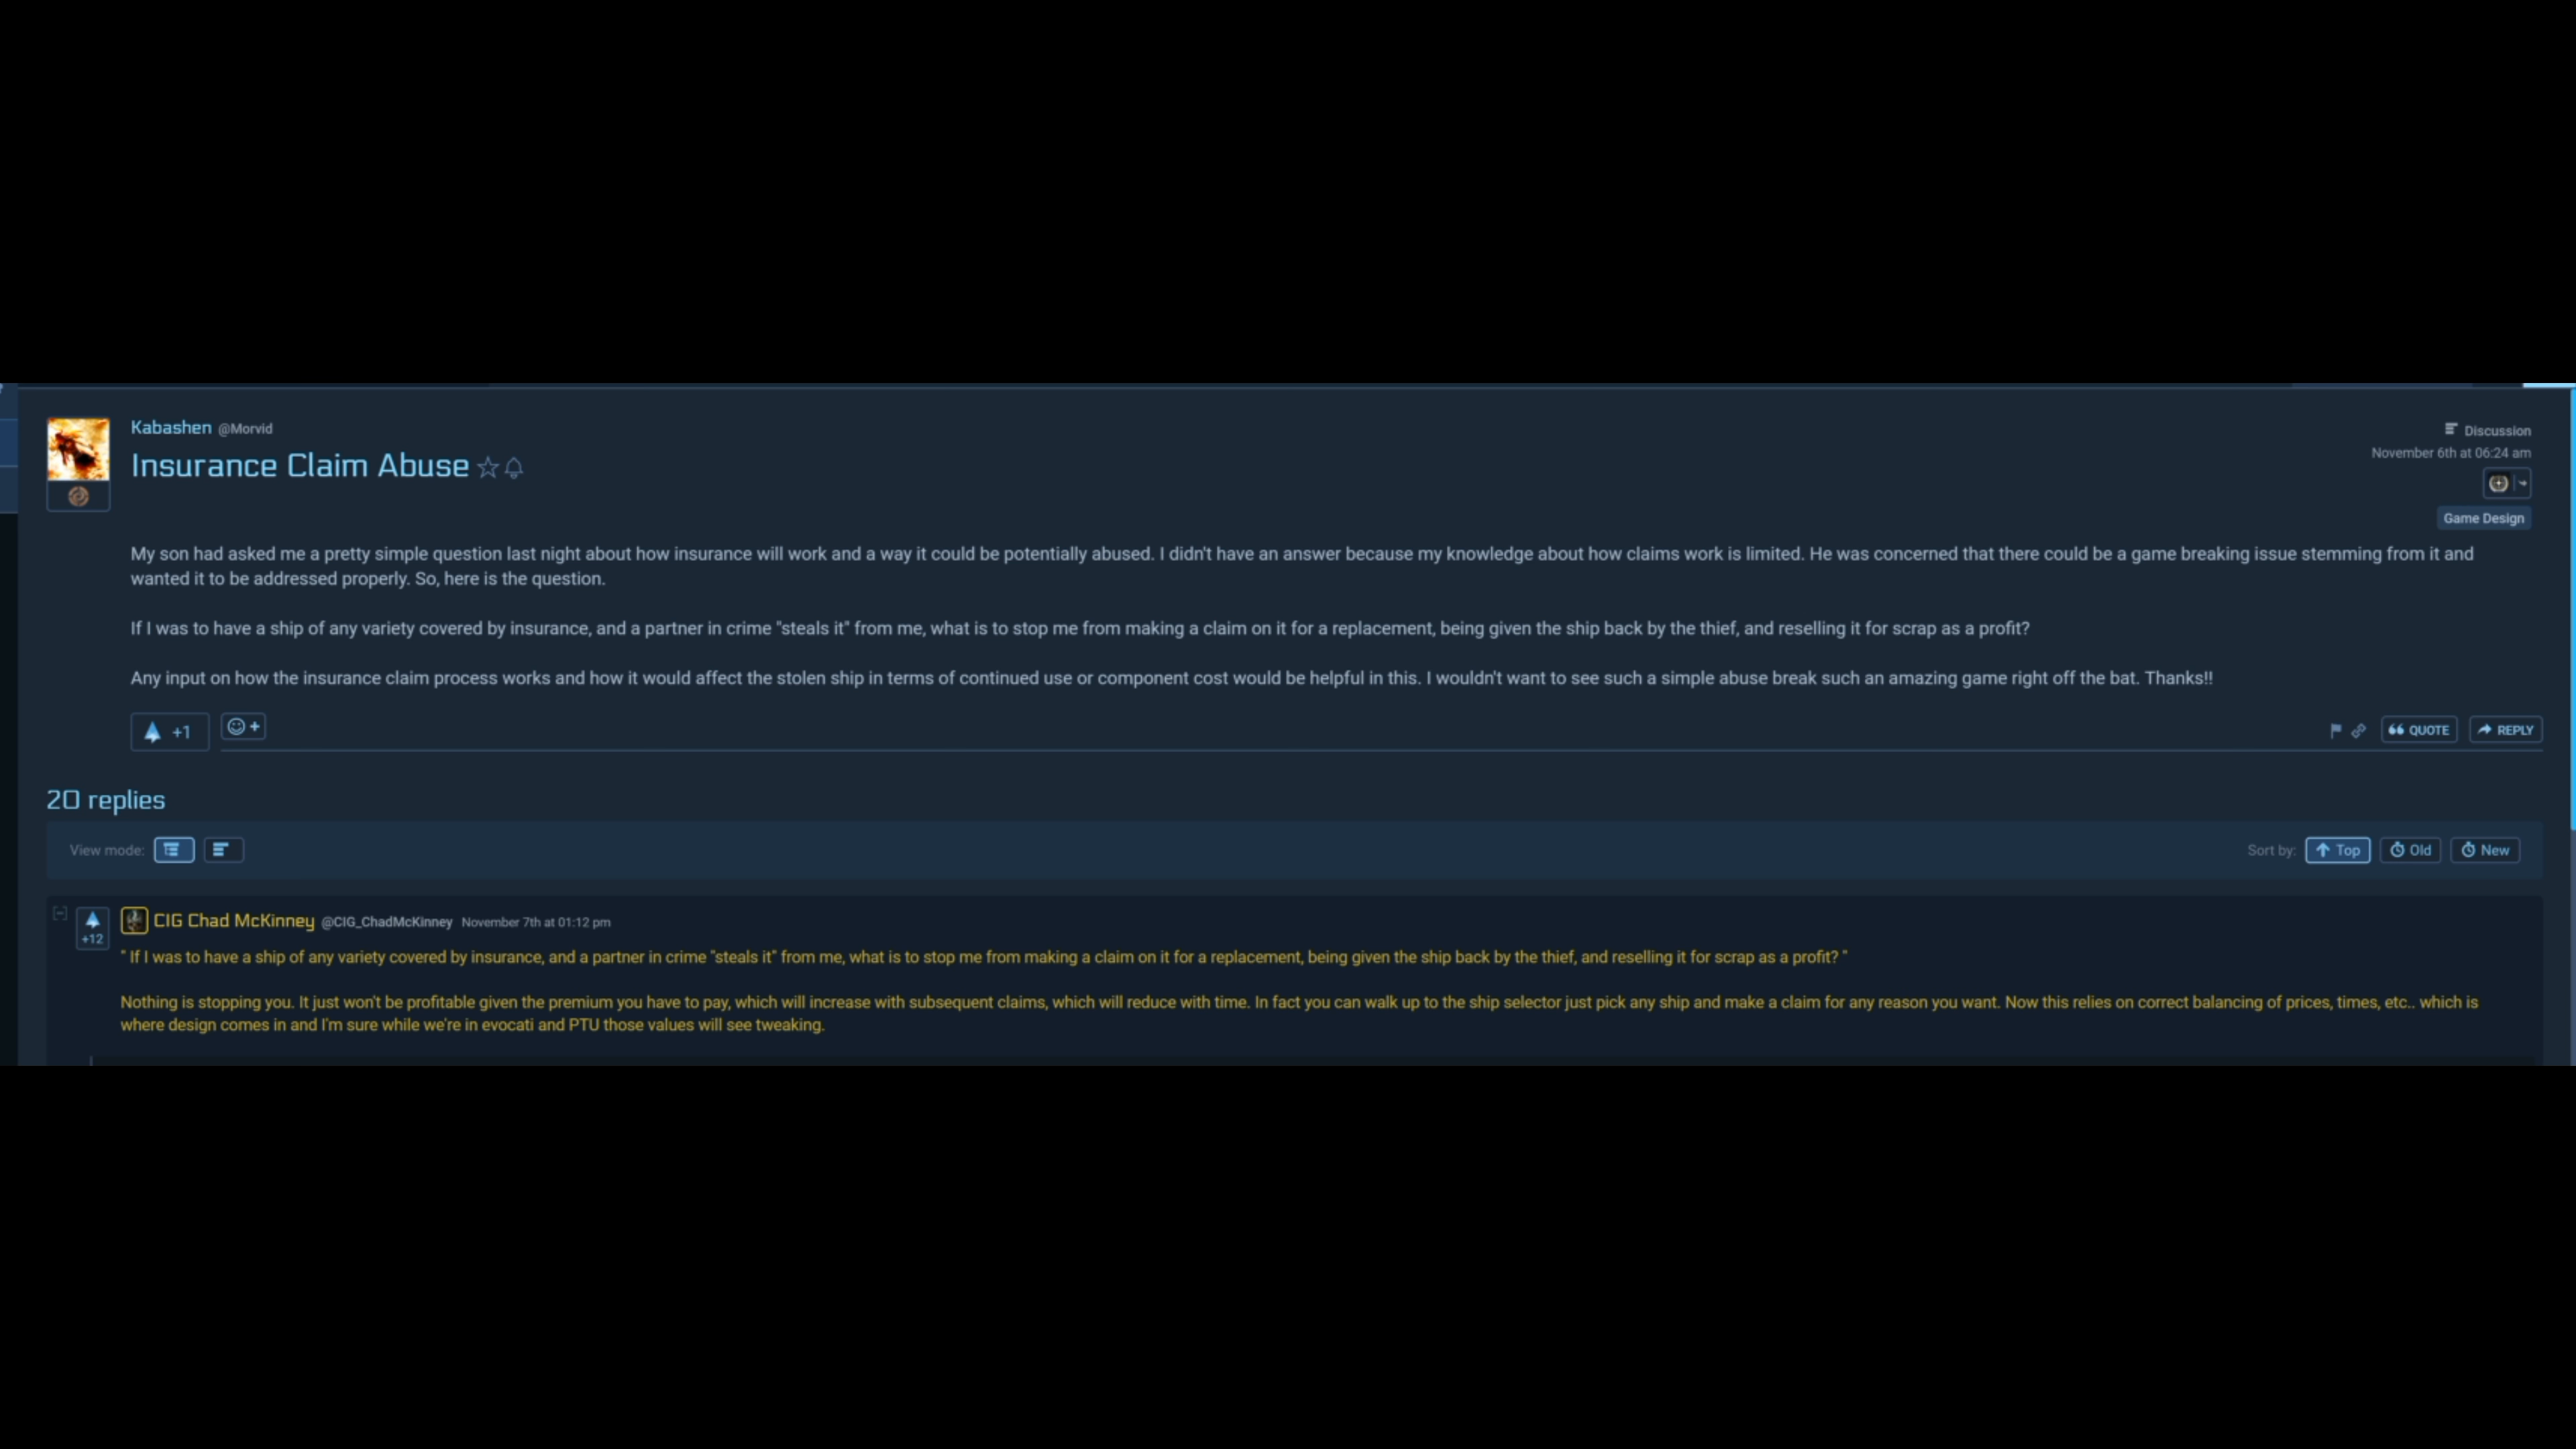 Kabashen @Morvid
Insurance Claim Abuse
Discussion
November 6th at 06:24 am
Game Design
My son had asked me a pretty simple question last night about how insurance will work and a way it could be potentially abused. I didn't have an answer because my knowledge about how claims work is limited. He was concerned that there could be a game breaking issue stemming from it and
wanted it to be addressed properly. So, here is the question.
If I was to have a ship of any variety covered by insurance, and a partner in crime "steals it" from me, what is to stop me from making a claim on it for a replacement, being given the ship back by the thief, and reselling it for scrap as a profit?
Any input on how the insurance claim process works and how it would affect the stolen ship in terms of continued use or component cost would be helpful in this. I wouldn't want to see such a simple abuse break such an amazing game right off the bat. Thanks!!
+1
QUOTE
REPLY
20 replies
View mode:
Sort by: Top Old New
[-]
+12
CIG Chad McKinney @CIG_ChadMcKinney November 7th at 01:12 pm
" If I was to have a ship of any variety covered by insurance, and a partner in crime "steals it" from me, what is to stop me from making a claim on it for a replacement, being given the ship back by the thief, and reselling it for scrap as a profit? "
Nothing is stopping you. It just won't be profitable given the premium you have to pay, which will increase with subsequent claims, which will reduce with time. In fact you can walk up to the ship selector just pick any ship and make a claim for any reason you want. Now this relies on correct balancing of prices, times, etc.. which is
where design comes in and I'm sure while we're in evocati and PTU those values will see tweaking.